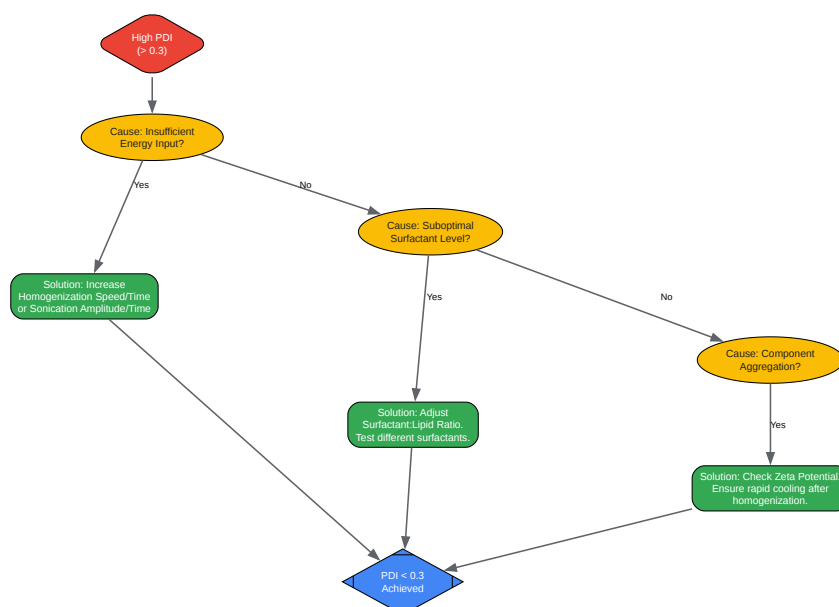 High PDI
(> 0.3)
Cause: Insufficient
Energy Input?
Yes
No
Cause: Suboptimal
Surfactant Level?
Solution: Increase
Homogenization Speed/Time
or Sonication Amplitude/Time
Yes
No
Cause: Component
Aggregation?
Solution: Adjust
Surfactant:Lipid Ratio.
Test different surfactants.
Yes
Solution: Check Zeta Potential.
Ensure rapid cooling after
homogenization.
PDI < 0.3
Achieved